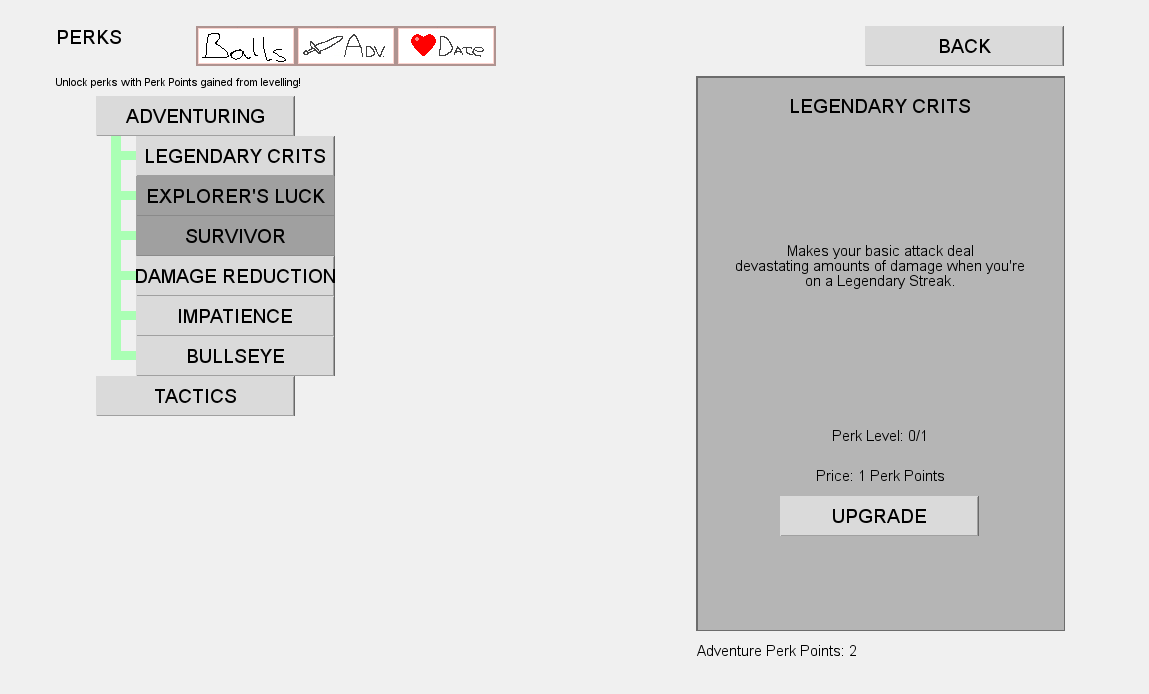 PERKS
Balls
ADV.
DATE
BACK
Unlock perks with Perk Points gained from levelling!
ADVENTURING
LEGENDARY CRITS
EXPLORER'S LUCK
SURVIVOR
DAMAGE REDUCTION
IMPATIENCE
BULLSEYE
TACTICS
LEGENDARY CRITS
Makes your basic attack deal
devastating amounts of damage when you're
on a Legendary Streak.
Perk Level: 0/1
Price: 1 Perk Points
UPGRADE
Adventure Perk Points: 2